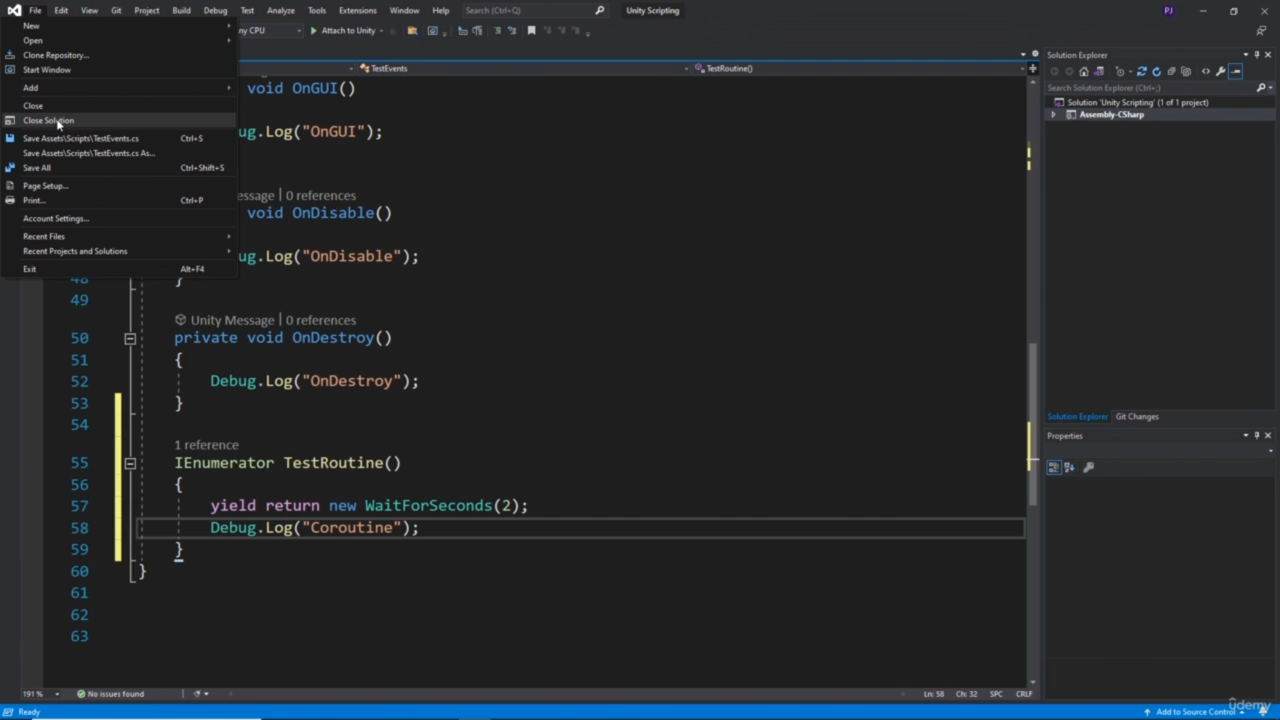 File Edit View Git Project Build Debug Test Analyze Tools Extensions Window Help Search (Ctrl+Q) Unity Scripting PJ
ny CPU Attach to Unity
New
Open
Clone Repository...
Start Window
Add
Close
Close Solution
Save Assets\Scripts\TestEvents.cs Ctrl+S
Save Assets\Scripts\TestEvents.cs As...
Save All Ctrl+Shift+S
Page Setup...
Print... Ctrl+P
Account Settings...
Recent Files
Recent Projects and Solutions
Exit Alt+F4
TestEvents TestRoutine()
void OnGUI()
ug.Log("OnGUI");
essage | 0 references
void OnDisable()
ug.Log("OnDisable");
48 }
49
Unity Message | 0 references
50 private void OnDestroy()
51 {
52 Debug.Log("OnDestroy");
53 }
54
1 reference
55 IEnumerator TestRoutine()
56 {
57 yield return new WaitForSeconds(2);
58 Debug.Log("Coroutine");
59 }
60 }
61
62
63
191 % No issues found Ln: 58 Ch: 32 SPC CRLF
Solution Explorer
Search Solution Explorer (Ctrl+;)
Solution 'Unity Scripting' (1 of 1 project)
Assembly-CSharp
Solution Explorer Git Changes
Properties
Ready Add to Source Control
udemy